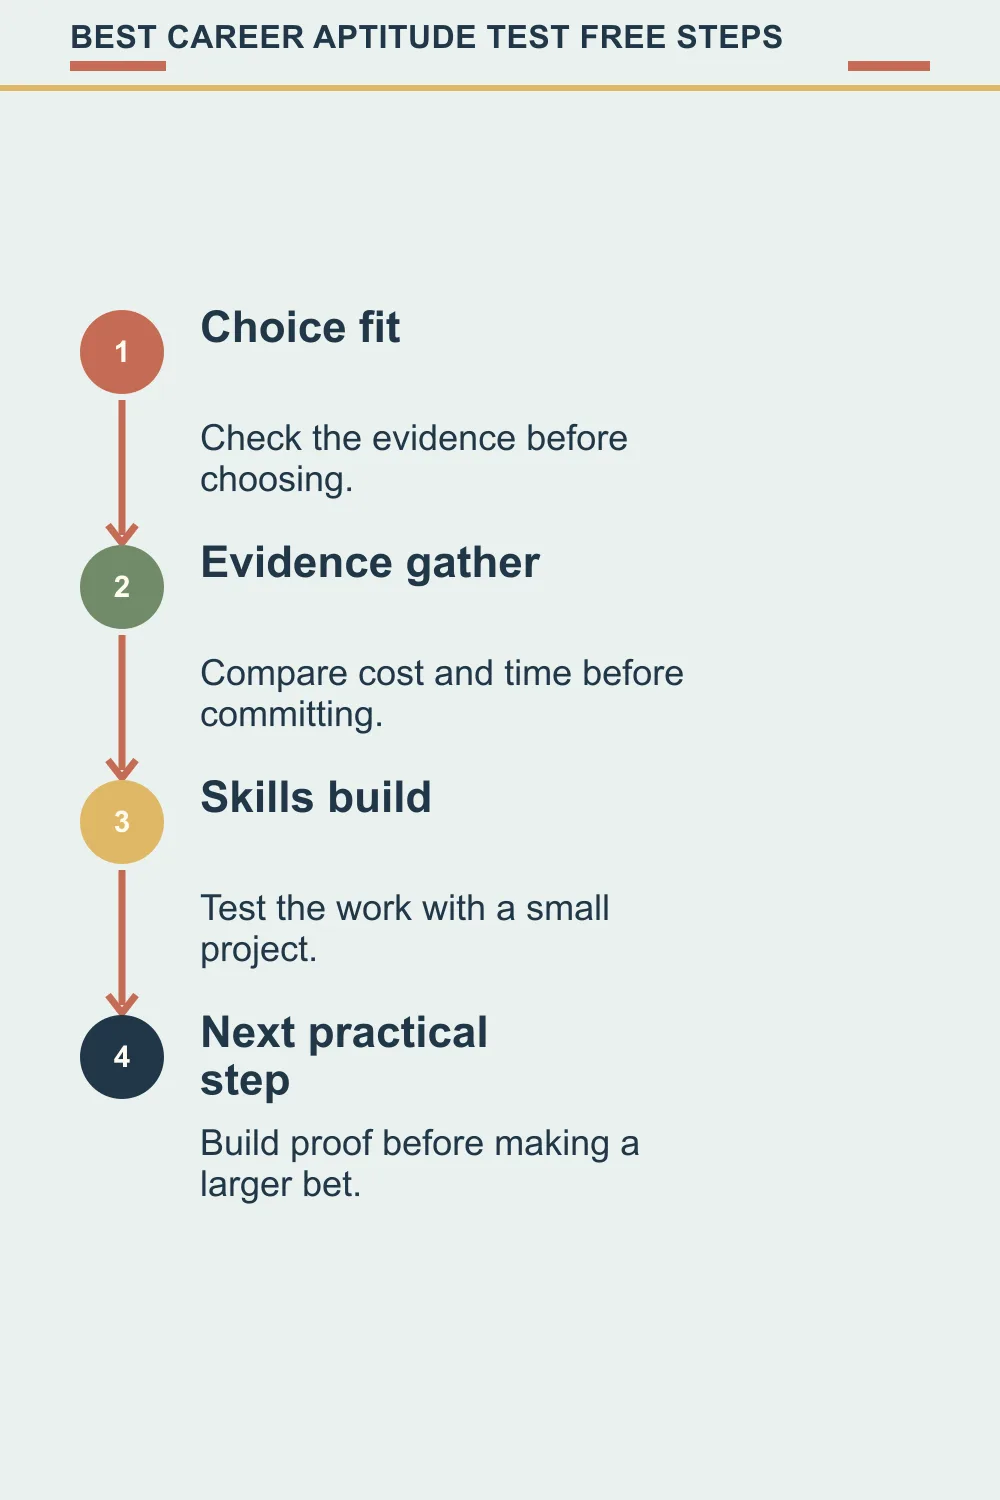 BEST CAREER APTITUDE TEST FREE STEPS
1
Choice fit
Check the evidence before
choosing.
2
Evidence gather
Compare cost and time before
committing.
3
Skills build
Test the work with a small
project.
4
Next practical
step
Build proof before making a
larger bet.